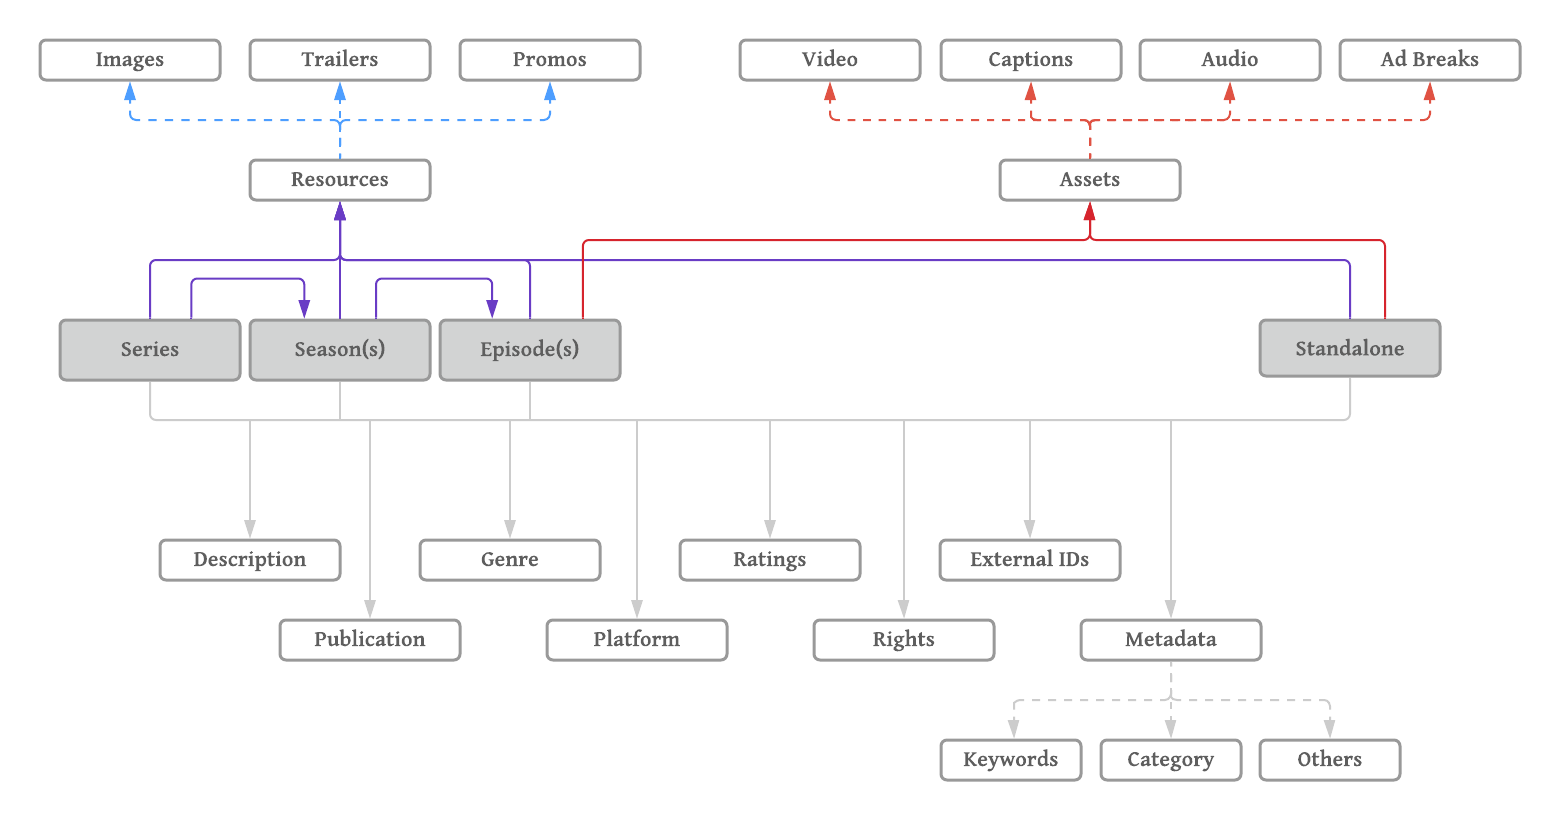 Images
Trailers
Promos
Video
Captions
Audio
Ad Breaks
Resources
Assets
Series
Season(s)
Episode(s)
Standalone
Description
Genre
Ratings
External IDs
Publication
Platform
Rights
Metadata
Keywords
Category
Others